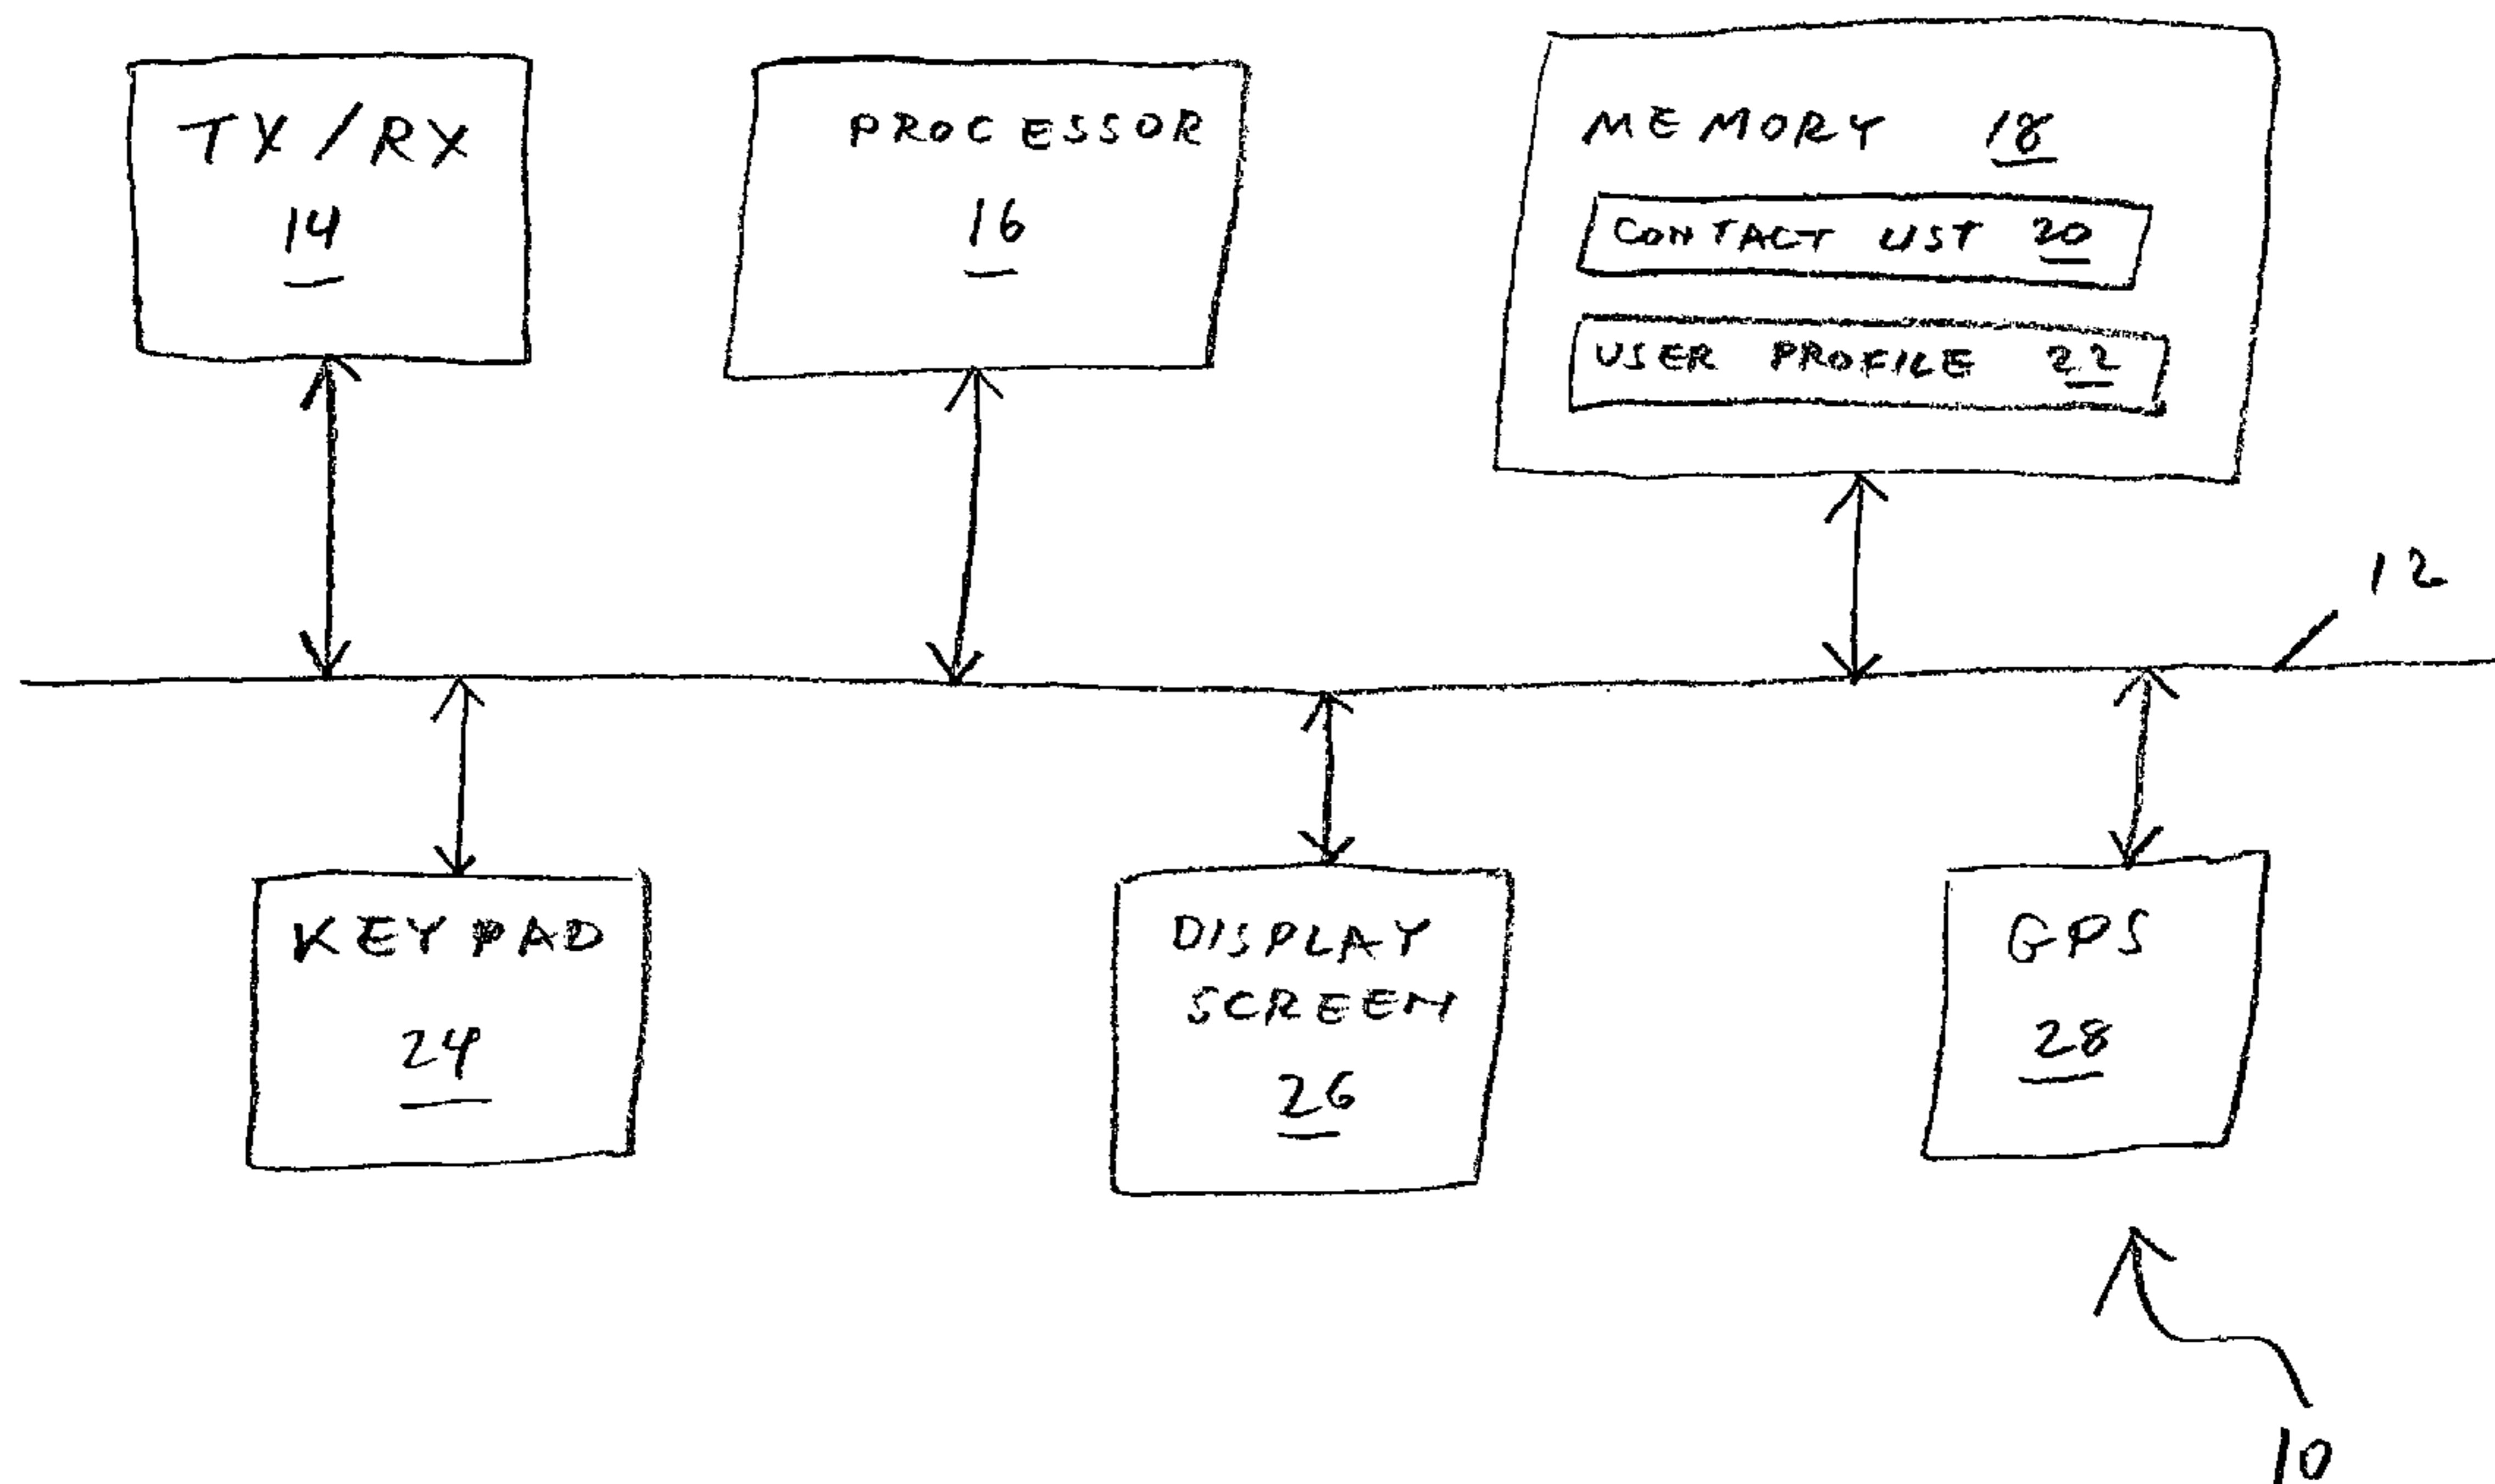 TX/RX
14
PROCESSOR
16
MEMORY 18
CONTACT LIST 20
USER PROFILE 22
12
KEYPAD
24
DISPLAY
SCREEN
26
GPS
28
10